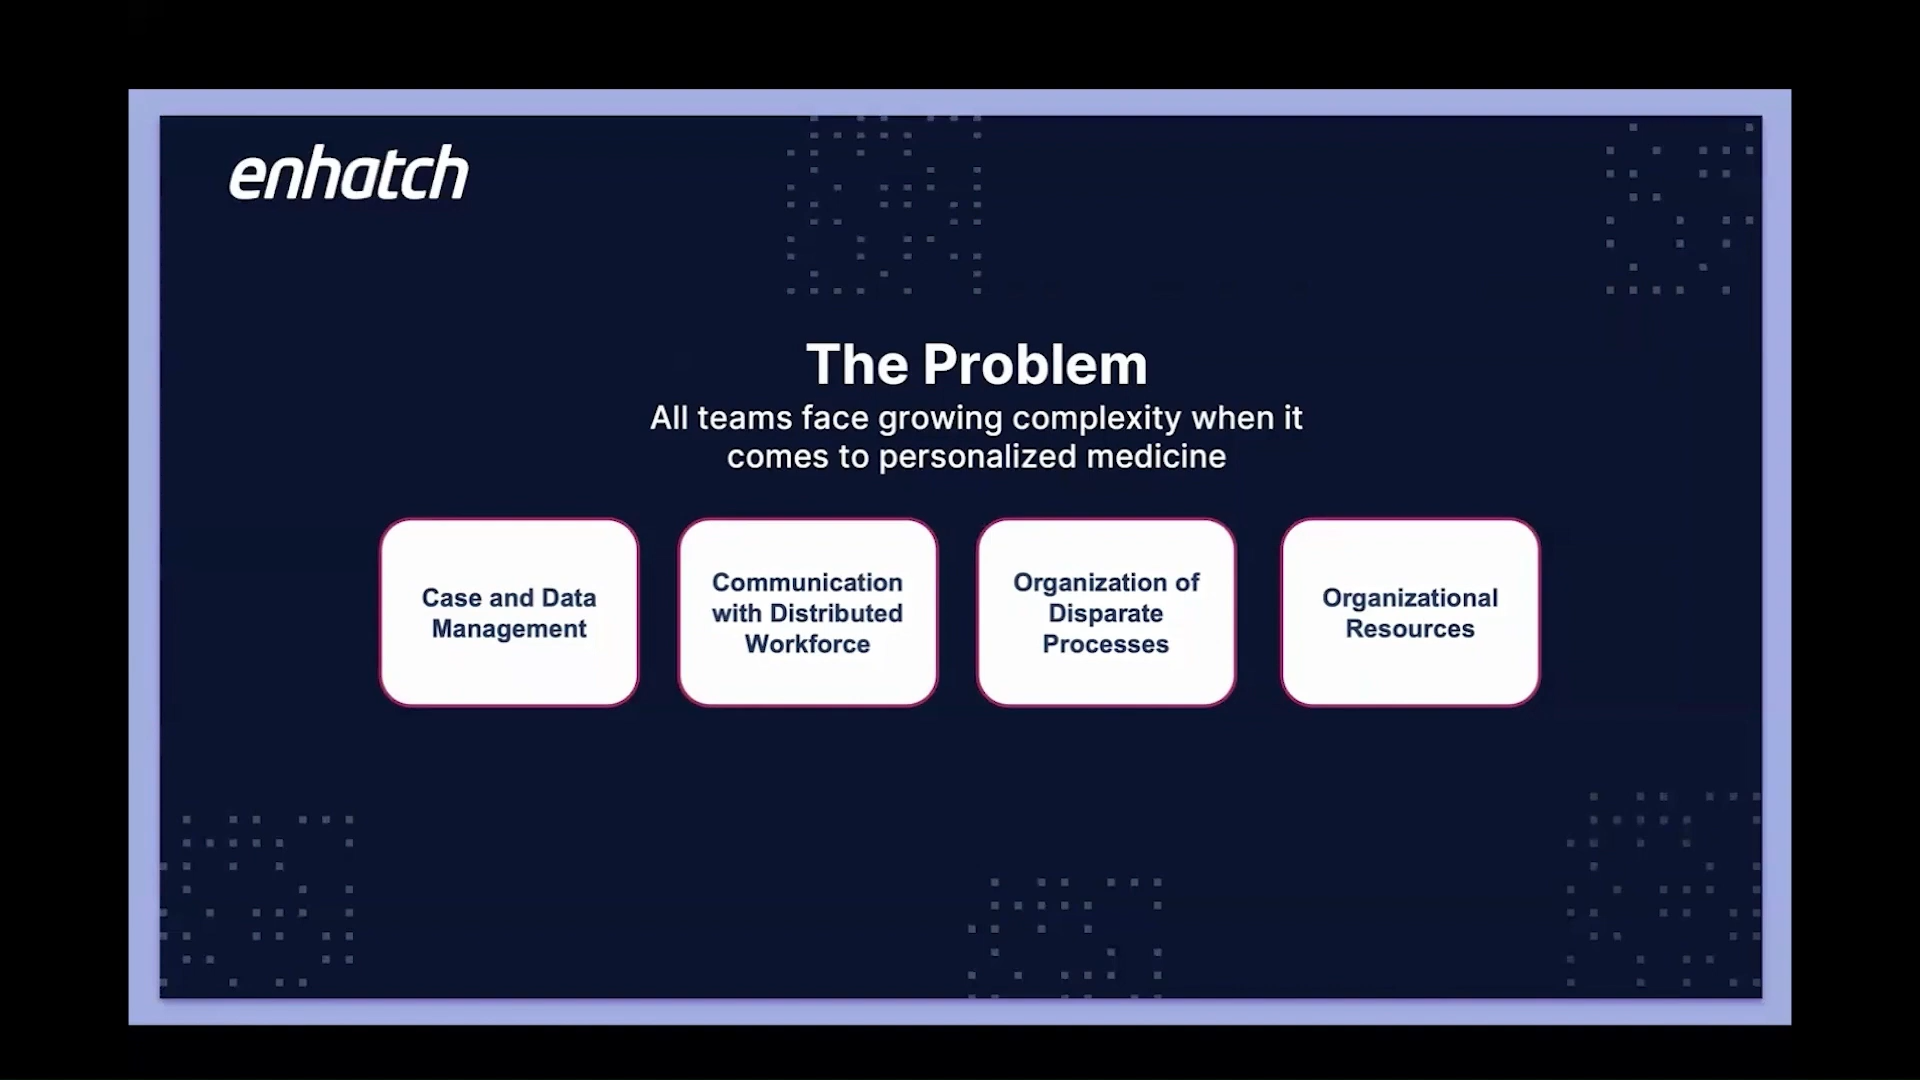 enhatch
The Problem
All teams face growing complexity when it
comes to personalized medicine
Case and Data
Management
Communication
with Distributed
Workforce
Organization of
Disparate
Processes
Organizational
Resources